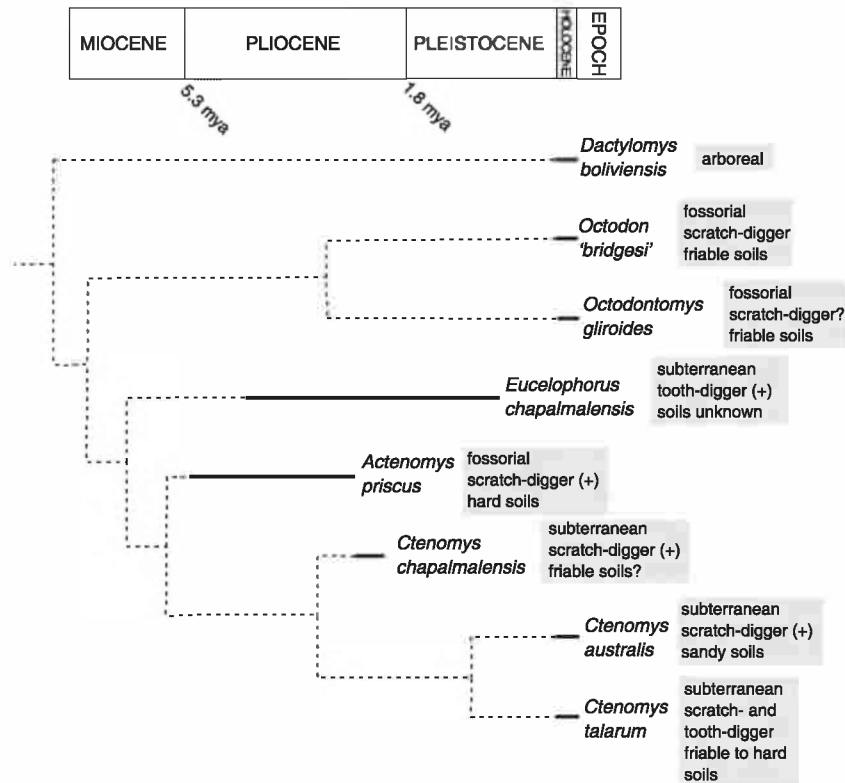 MIOCENE PLIOCENE PLEISTOCENE HOLOCENE EPOCH
5.3 mya 1.8 mya
Dactylomys
boliviensis
arboreal
Octodon
'bridgesi'
fossorial
scratch-digger
friable soils
Octodontomys
gliroides
fossorial
scratch-digger?
friable soils
Eucelophorus
chapalmalensis
subterranean
tooth-digger (+)
soils unknown
Actenomys
priscus
fossorial
scratch-digger (+)
hard soils
Ctenomys
chapalmalensis
subterranean
scratch-digger (+)
friable soils?
Ctenomys
australis
subterranean
scratch-digger (+)
sandy soils
Ctenomys
talarum
subterranean
scratch- and
tooth-digger
friable to hard
soils